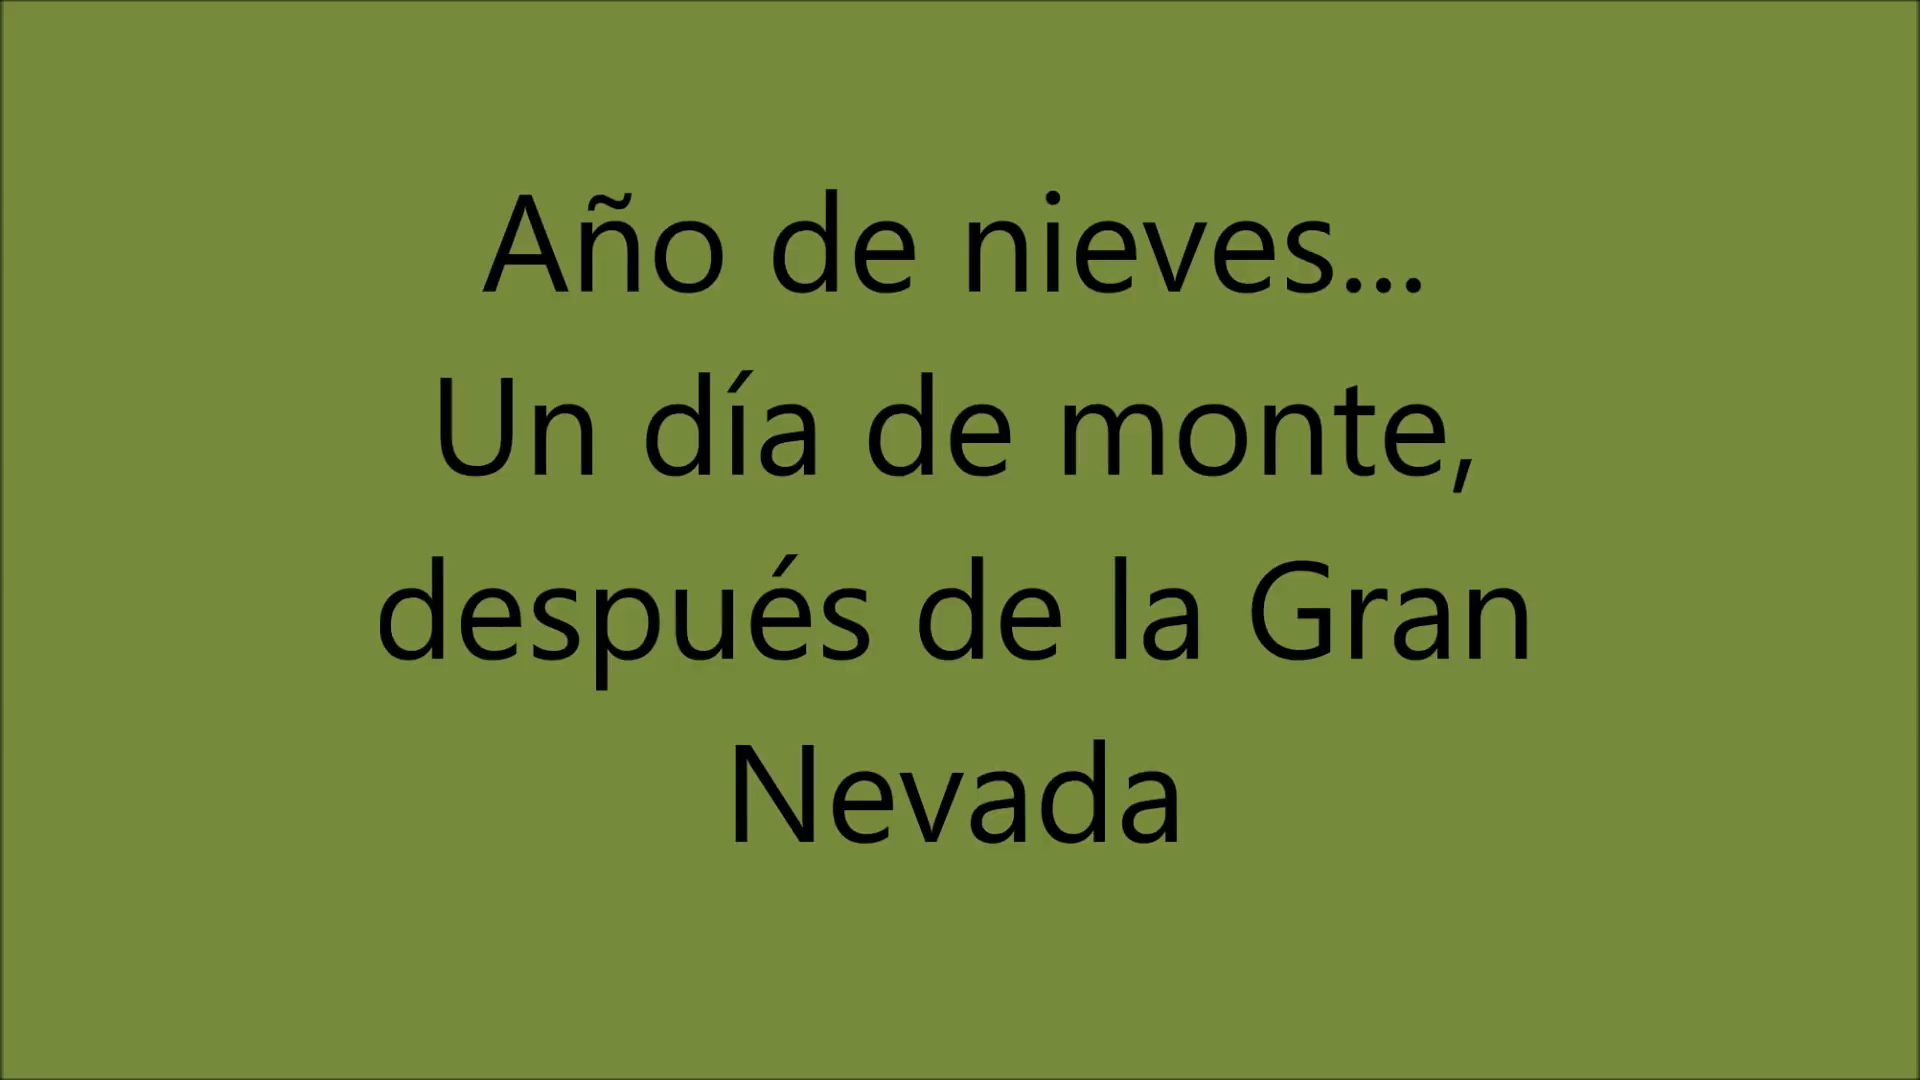 Año de nieves...
Un día de monte,
después de la Gran
Nevada